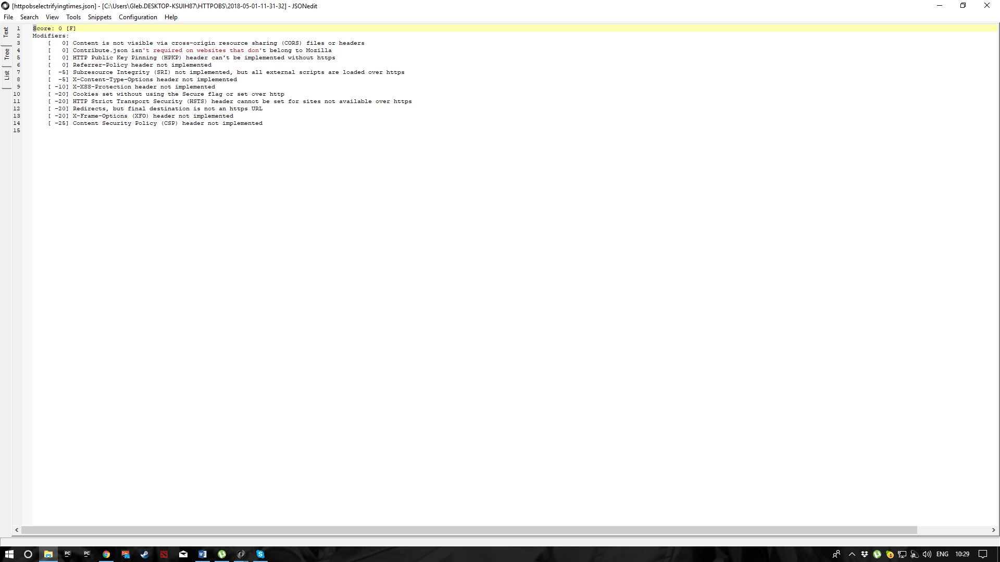 [httpobselectrifyingtimes.json] - [C:\Users\Gleb.DESKTOP-KSUIH87\HTTPOBS\2018-05-01-11-31-32] - JSONedit
File Search View Tools Snippets Configuration Help
Text
Tree
List
1 Score: 0 [F]
2 Modifiers:
3 [   0] Content is not visible via cross-origin resource sharing (CORS) files or headers
4 [   0] Contribute.json isn't required on websites that don't belong to Mozilla
5 [   0] HTTP Public Key Pinning (HPKP) header can't be implemented without https
6 [   0] Referrer-Policy header not implemented
7 [  -5] Subresource Integrity (SRI) not implemented, but all external scripts are loaded over https
8 [  -5] X-Content-Type-Options header not implemented
9 [ -10] X-XSS-Protection header not implemented
10 [ -20] Cookies set without using the Secure flag or set over http
11 [ -20] HTTP Strict Transport Security (HSTS) header cannot be set for sites not available over https
12 [ -20] Redirects, but final destination is not an https URL
13 [ -20] X-Frame-Options (XFO) header not implemented
14 [ -25] Content Security Policy (CSP) header not implemented
15
PC PC ENG 10:29